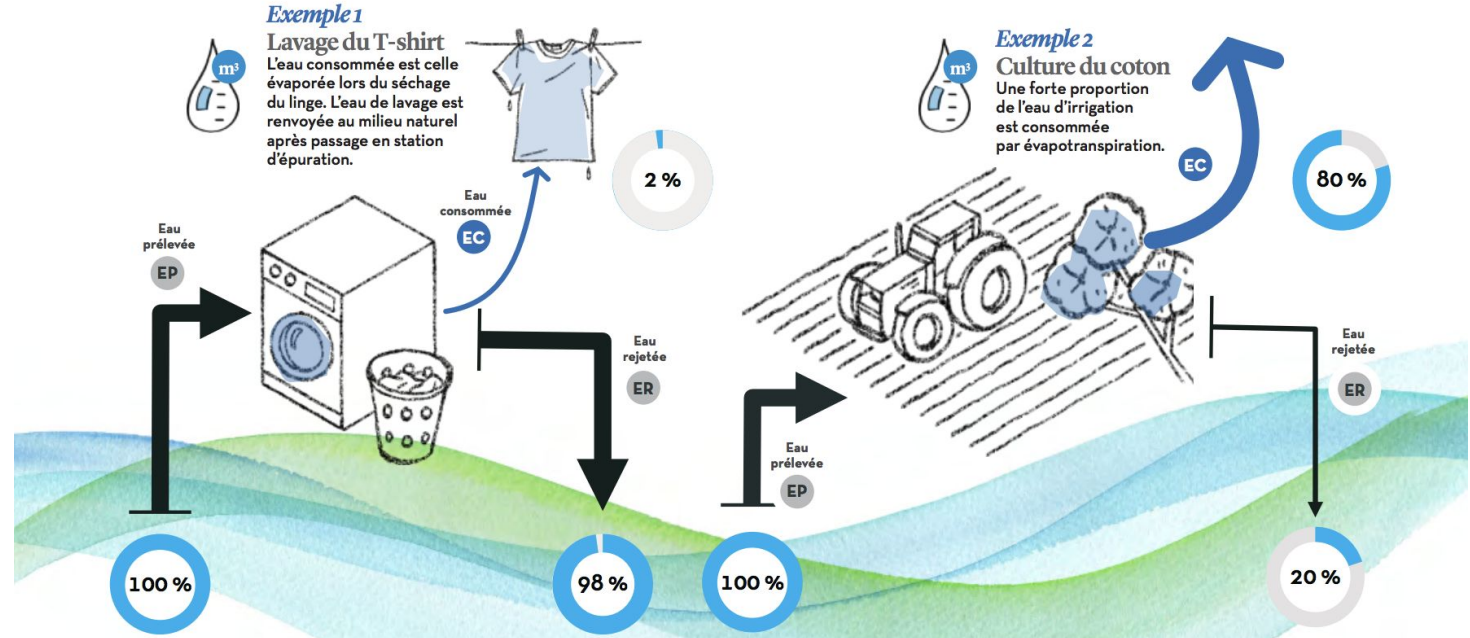 Exemple 1
Lavage du T-shirt
L'eau consommée est celle
évaporée lors du séchage
du linge. L'eau de lavage est
renvoyée au milieu naturel
après passage en station
d'épuration.
m³
2 %
Eau
consommée
EC
Eau
prélevée
EP
Eau
rejetée
ER
100 %
98 %
Exemple 2
Culture du coton
Une forte proportion
de l'eau d'irrigation
est consommée
par évapotranspiration.
m³
EC
80 %
Eau
rejetée
ER
Eau
prélevée
EP
100 %
20 %